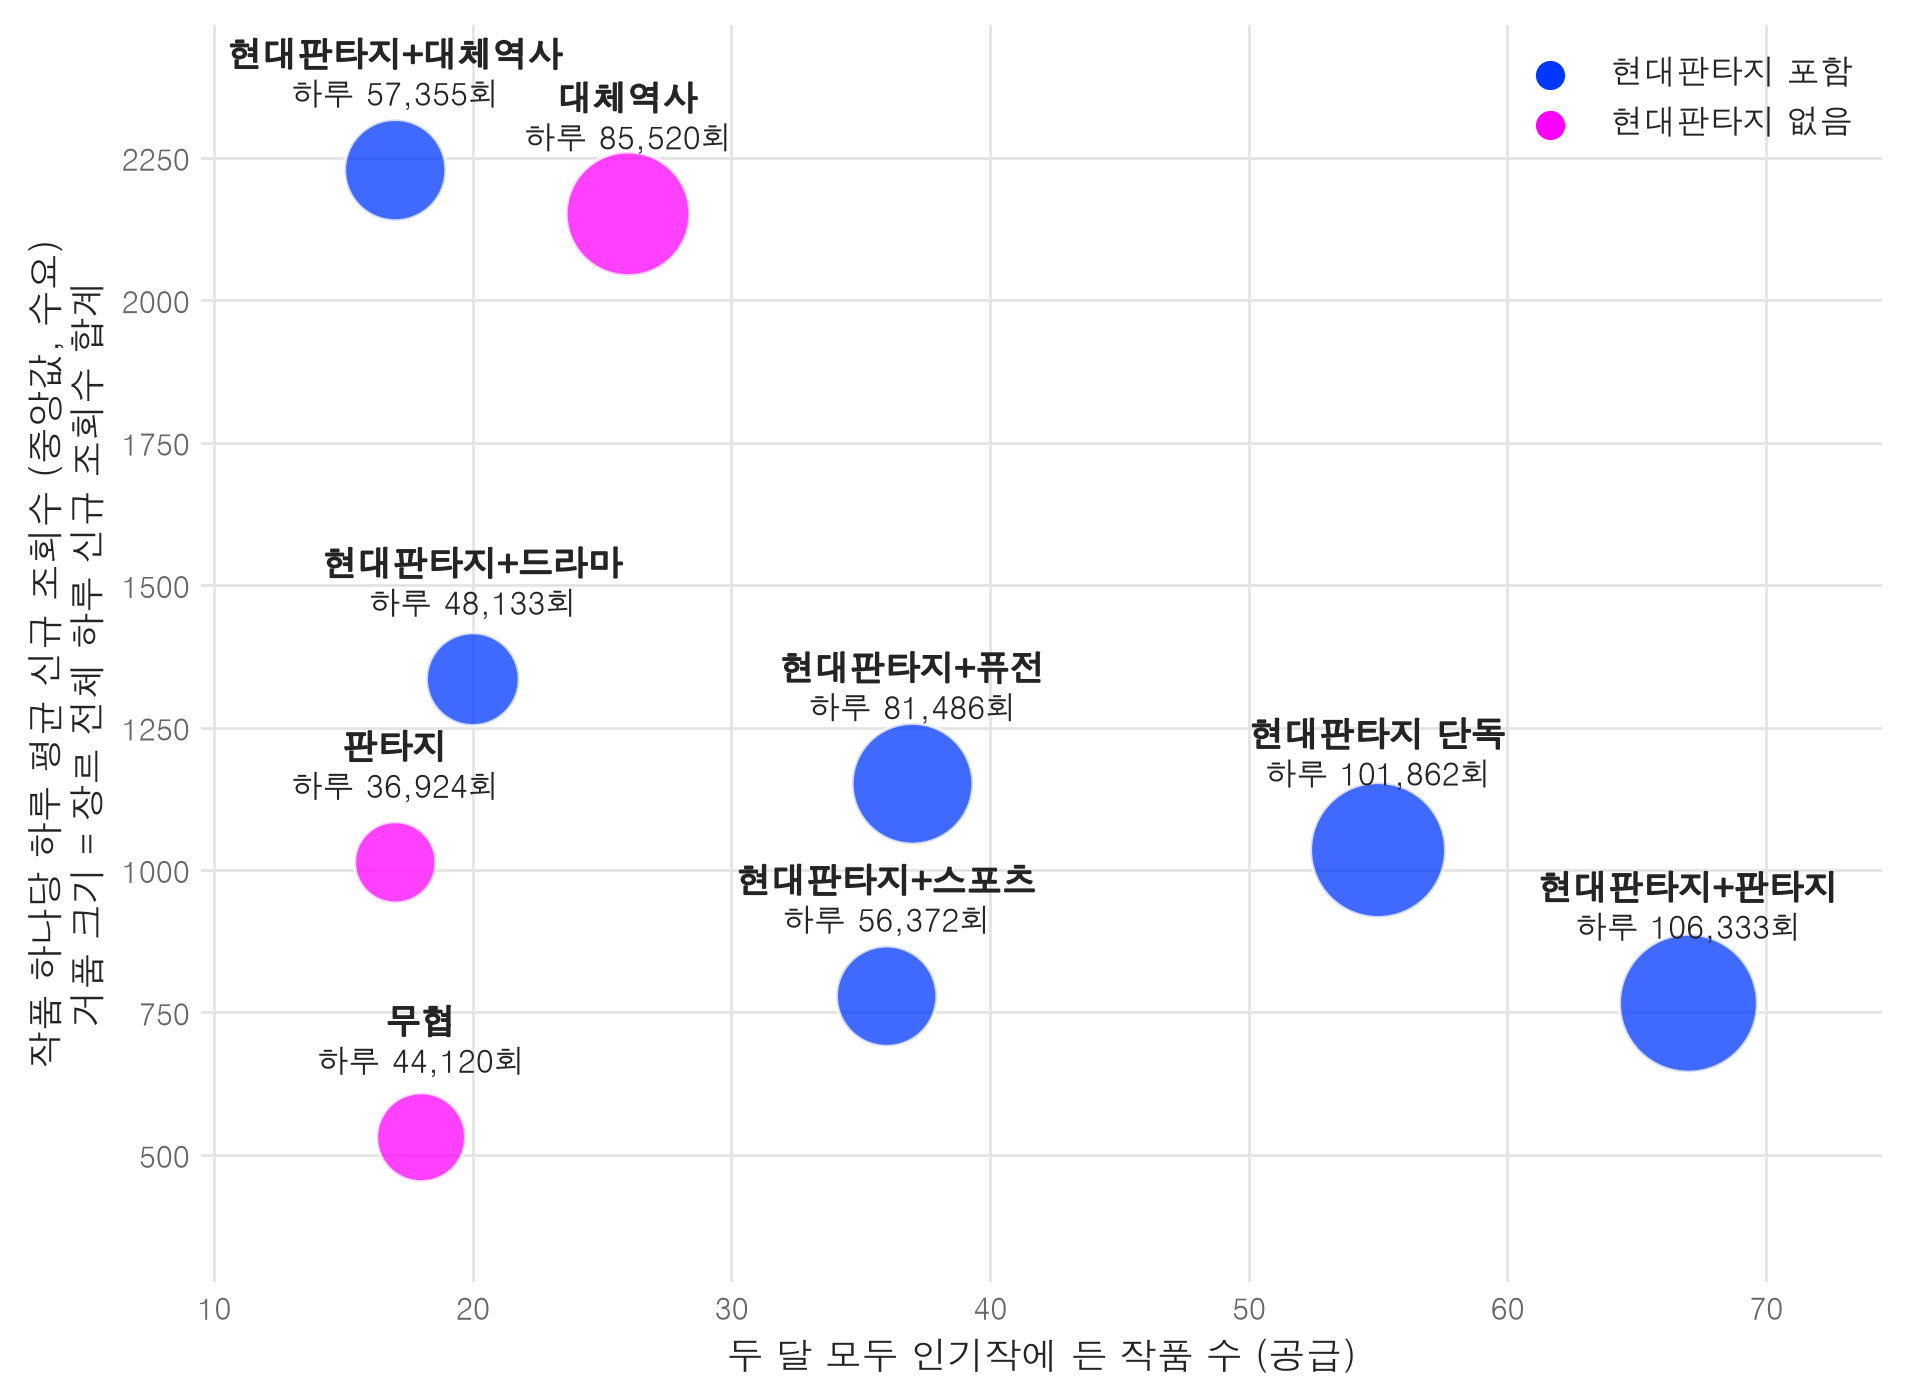 현대판타지+대체역사
하루 57,355회
대체역사
하루 85,520회
현대판타지 포함
현대판타지 없음
현대판타지+드라마
하루 48,133회
현대판타지+퓨전
하루 81,486회
현대판타지 단독
하루 101,862회
판타지
하루 36,924회
현대판타지+스포츠
하루 56,372회
현대판타지+판타지
하루 106,333회
무협
하루 44,120회
작품 하나당 하루 평균 신규 조회수 (중앙값, 수요)
거품 크기 = 장르 전체 하루 신규 조회수 합계
2250
2000
1750
1500
1250
1000
750
500
10 20 30 40 50 60 70
두 달 모두 인기작에 든 작품 수 (공급)